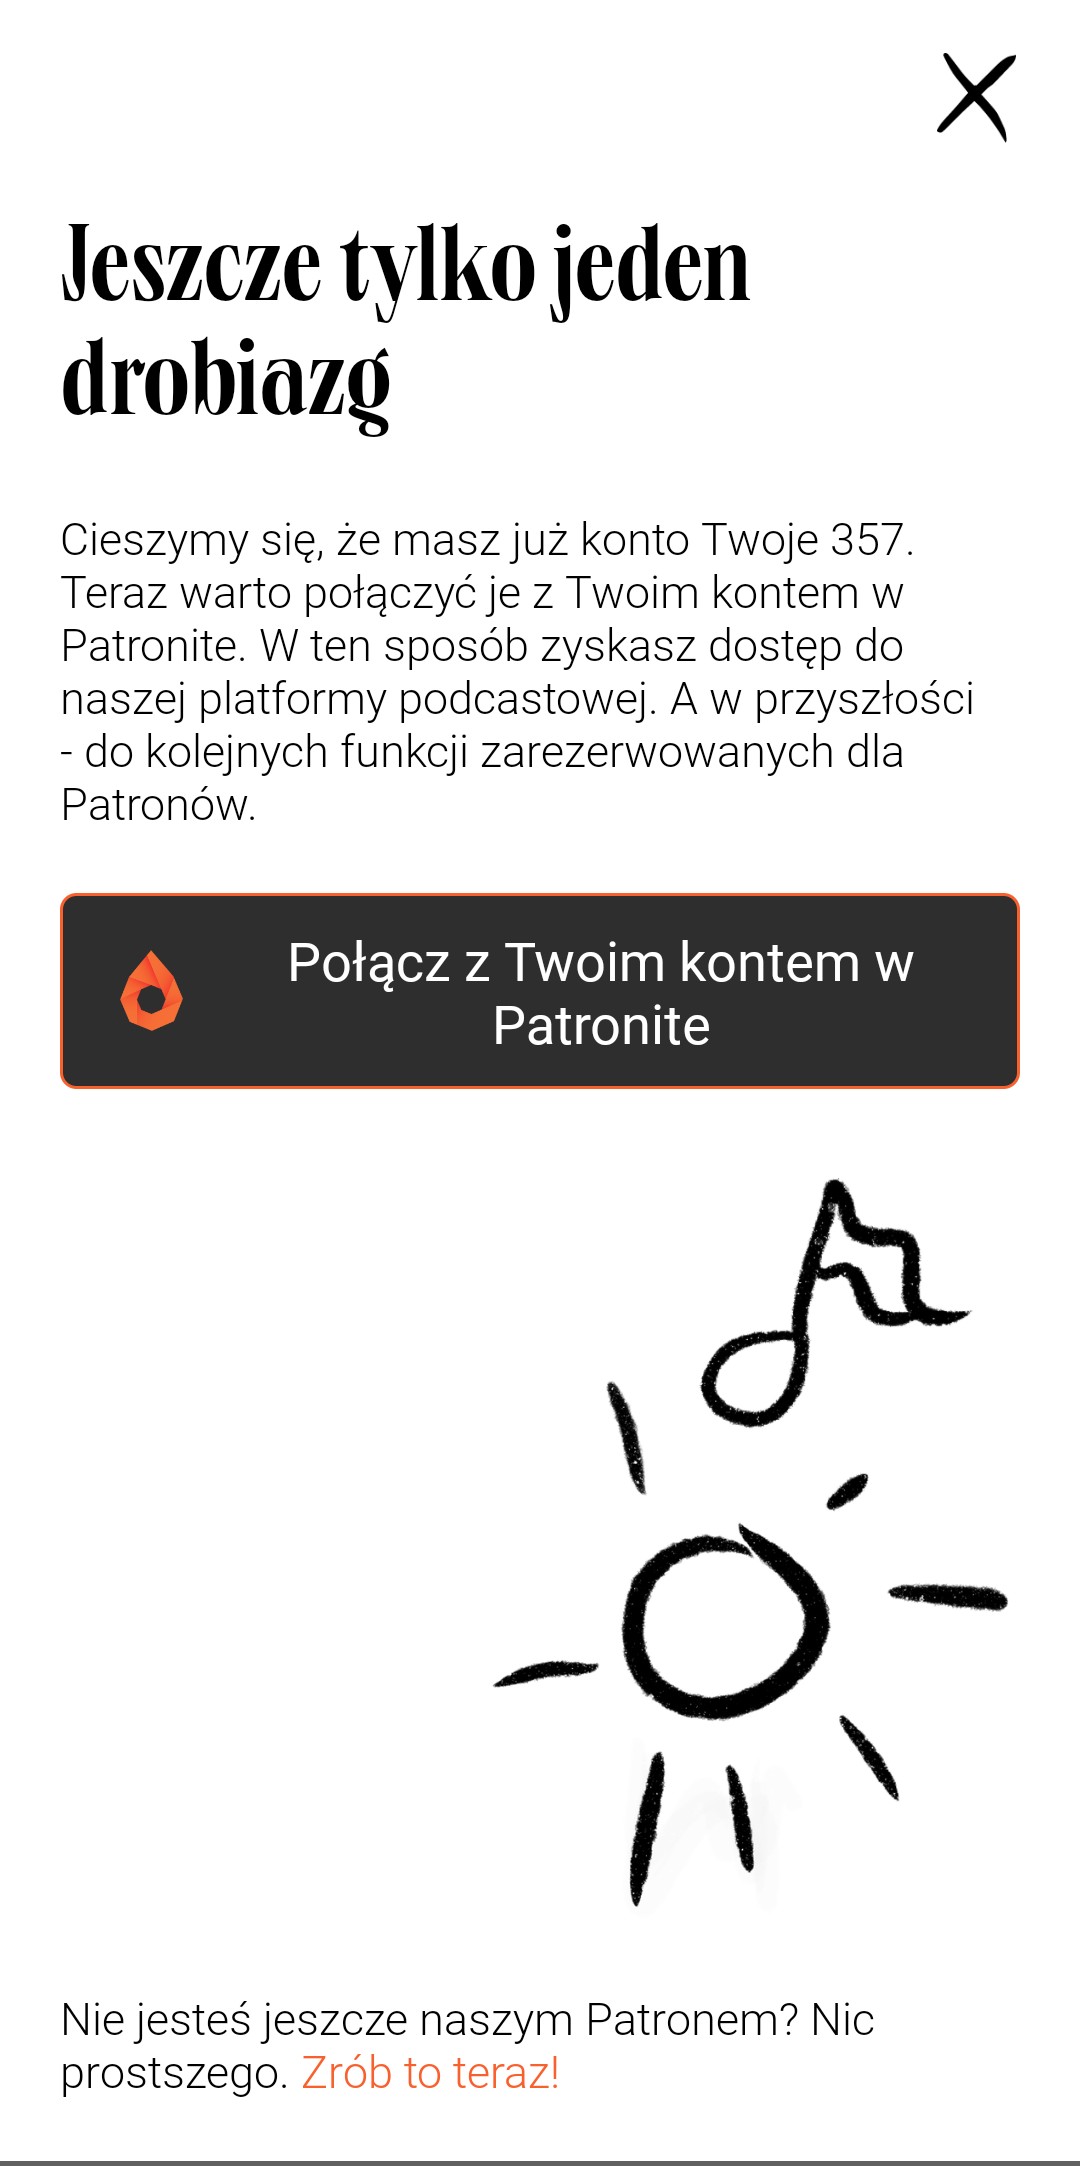 Jeszcze tylko jeden
drobiazg
Cieszymy się, że masz już konto Twoje 357.
Teraz warto połączyć je z Twoim kontem w
Patronite. W ten sposób zyskasz dostęp do
naszej platformy podcastowej. A w przyszłości
- do kolejnych funkcji zarezerwowanych dla
Patronów.
Połącz z Twoim kontem w
Patronite
Nie jesteś jeszcze naszym Patronem? Nic
prostszego. Zrób to teraz!